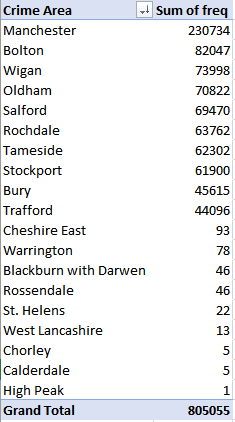 Crime Area Sum of freq
Manchester 230734
Bolton 82047
Wigan 73998
Oldham 70822
Salford 69470
Rochdale 63762
Tameside 62302
Stockport 61900
Bury 45615
Trafford 44096
Cheshire East 93
Warrington 78
Blackburn with Darwen 46
Rossendale 46
St. Helens 22
West Lancashire 13
Chorley 5
Calderdale 5
High Peak 1
Grand Total 805055